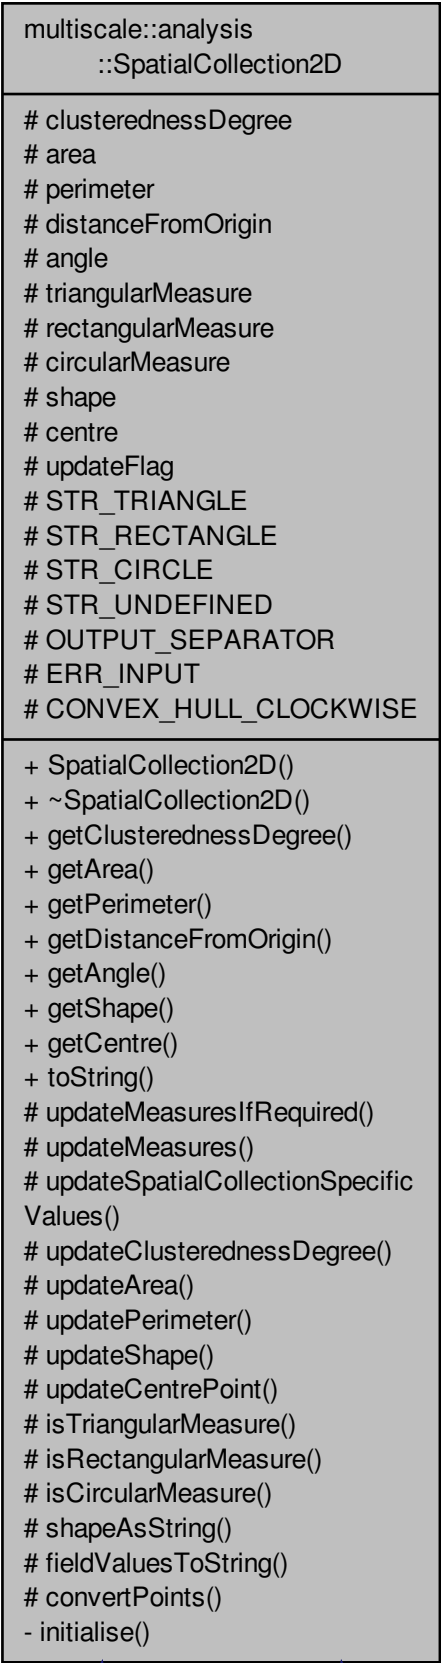 multiscale::analysis
::SpatialCollection2D
# clusterednessDegree
# area
# perimeter
# distanceFromOrigin
# angle
# triangularMeasure
# rectangularMeasure
# circularMeasure
# shape
# centre
# updateFlag
# STR_TRIANGLE
# STR_RECTANGLE
# STR_CIRCLE
# STR_UNDEFINED
# OUTPUT_SEPARATOR
# ERR_INPUT
# CONVEX_HULL_CLOCKWISE
+ SpatialCollection2D()
+ ~SpatialCollection2D()
+ getClusterednessDegree()
+ getArea()
+ getPerimeter()
+ getDistanceFromOrigin()
+ getAngle()
+ getShape()
+ getCentre()
+ toString()
# updateMeasuresIfRequired()
# updateMeasures()
# updateSpatialCollectionSpecific
Values()
# updateClusterednessDegree()
# updateArea()
# updatePerimeter()
# updateShape()
# updateCentrePoint()
# isTriangularMeasure()
# isRectangularMeasure()
# isCircularMeasure()
# shapeAsString()
# fieldValuesToString()
# convertPoints()
- initialise()